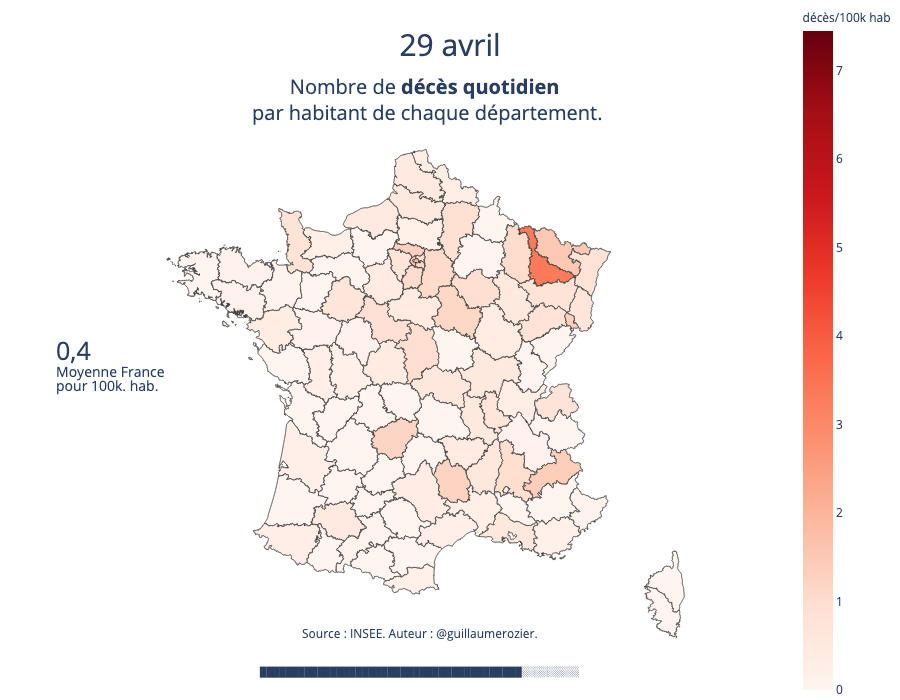 décès/100k hab
29 avril
Nombre de décès quotidien
par habitant de chaque département.
7
6
5
4
3
2
1
0
0,4
Moyenne France
pour 100k. hab.
Source : INSEE. Auteur : @guillaumerozier.